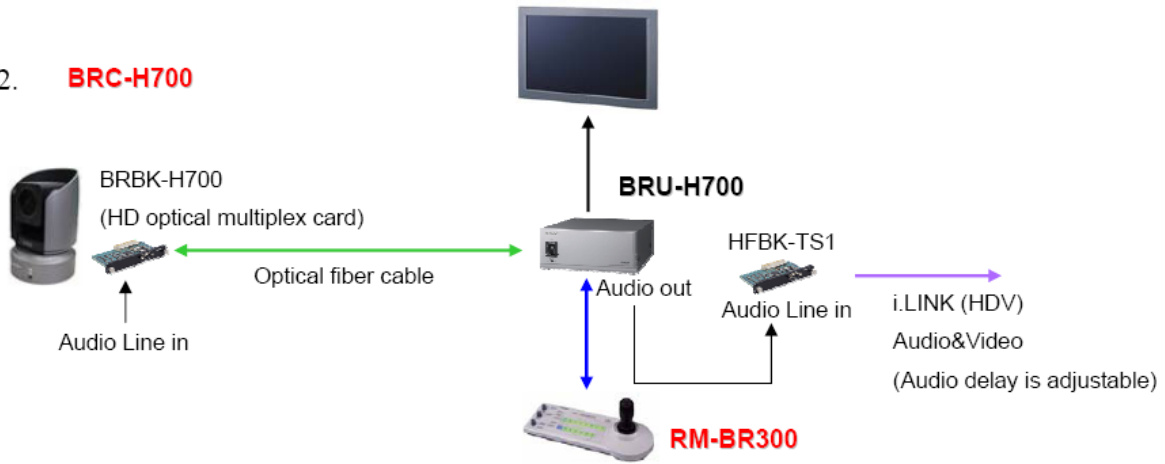 2. BRC-H700
BRBK-H700
(HD optical multiplex card)
Optical fiber cable
Audio Line in
BRU-H700
Audio out
HFBK-TS1
Audio Line in
i.LINK (HDV)
Audio&Video
(Audio delay is adjustable)
RM-BR300